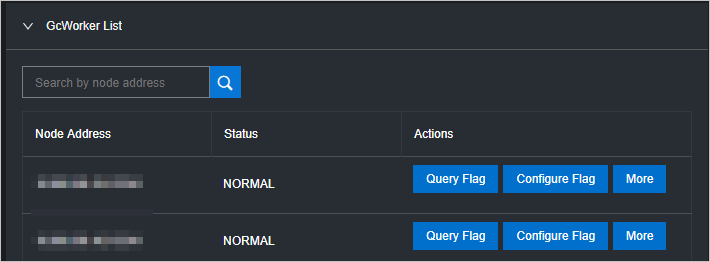 GcWorker List
Search by node address
Node Address Status Actions
NORMAL Query Flag Configure Flag More
NORMAL Query Flag Configure Flag More